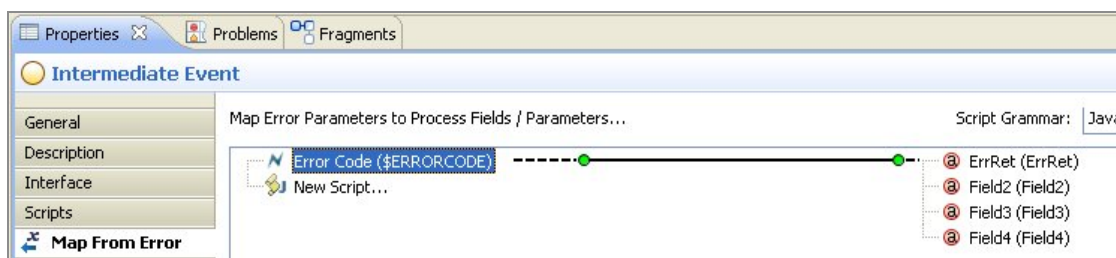 Properties Problems Fragments
Intermediate Event
General
Map Error Parameters to Process Fields / Parameters... Script Grammar: Java
Description
Error Code ($ERRORCODE) ErrRet (ErrRet)
Interface
New Script... Field2 (Field2)
Scripts
Field3 (Field3)
Map From Error
Field4 (Field4)